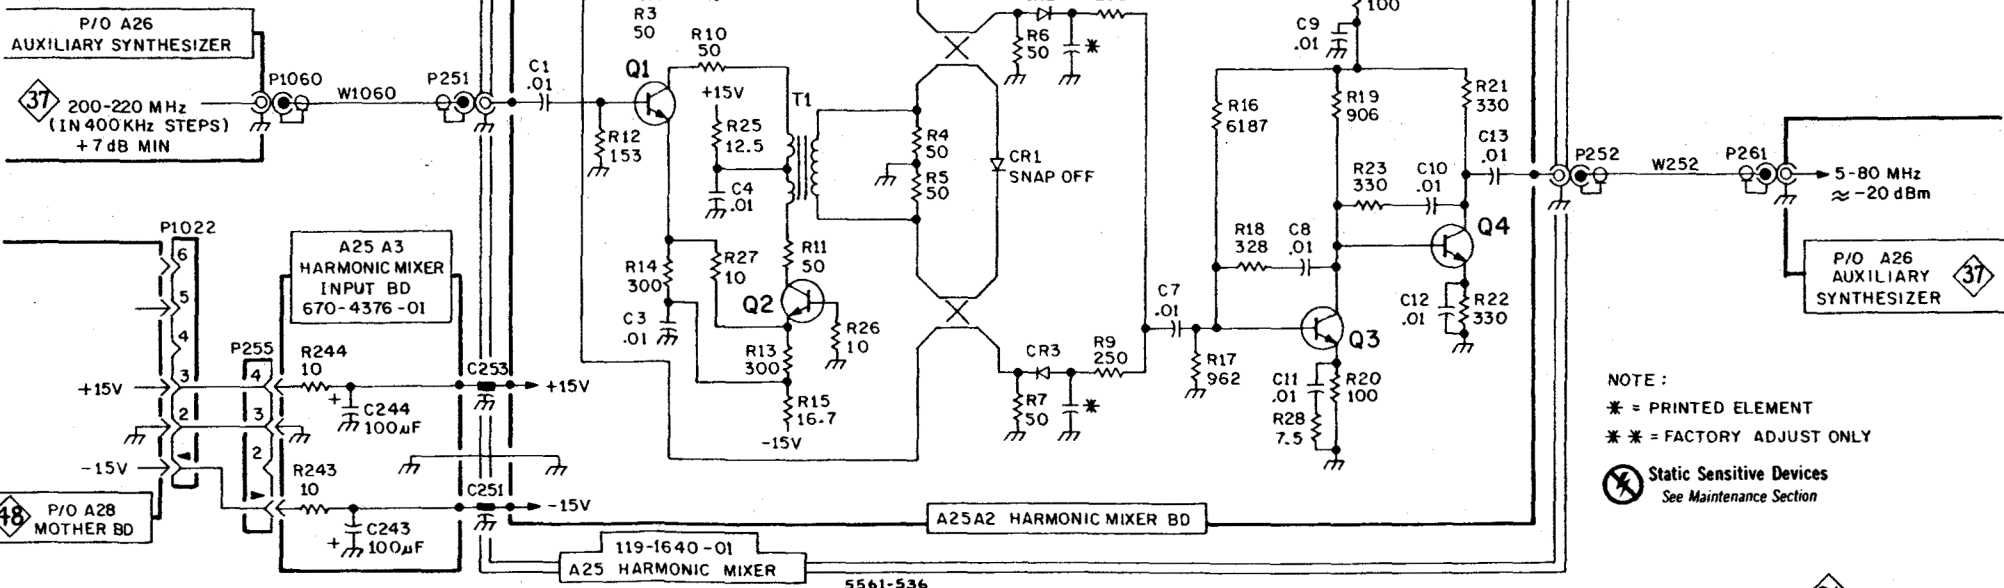 P/O A26
AUXILIARY SYNTHESIZER
37
200-220 MHz
(IN 400KHz STEPS)
+7 dB MIN
P1060
W1060
P251
C1
.01
R3
50
R10
50
Q1
R12
153
+15V
R25
12.5
T1
C4
.01
R4
50
R5
50
CR1
SNAP OFF
R6
50
*
C9
.01
100
R16
6187
R19
906
R21
330
C13
.01
R23
330
C10
.01
P252
W252
P261
5-80 MHz
≈ -20 dBm
P/O A26
AUXILIARY
SYNTHESIZER
37
Q4
R18
328
C8
.01
C12
.01
R22
330
Q3
C7
.01
R17
962
C11
.01
R28
7.5
R20
100
R14
300
R27
10
R11
50
Q2
C3
.01
R26
10
R13
300
R15
16.7
-15V
CR3
R9
250
R7
50
*
P1022
6
5
4
3
2
+15V
-15V
48
P/O A28
MOTHER BD
A25 A3
HARMONIC MIXER
INPUT BD
670-4376-01
P255
4
3
2
R244
10
C244
100µF
+
R243
10
C243
100µF
+
C253
+15V
C251
-15V
A25A2 HARMONIC MIXER BD
119-1640-01
A25 HARMONIC MIXER
5561-536
NOTE:
* = PRINTED ELEMENT
* * = FACTORY ADJUST ONLY
Static Sensitive Devices
See Maintenance Section